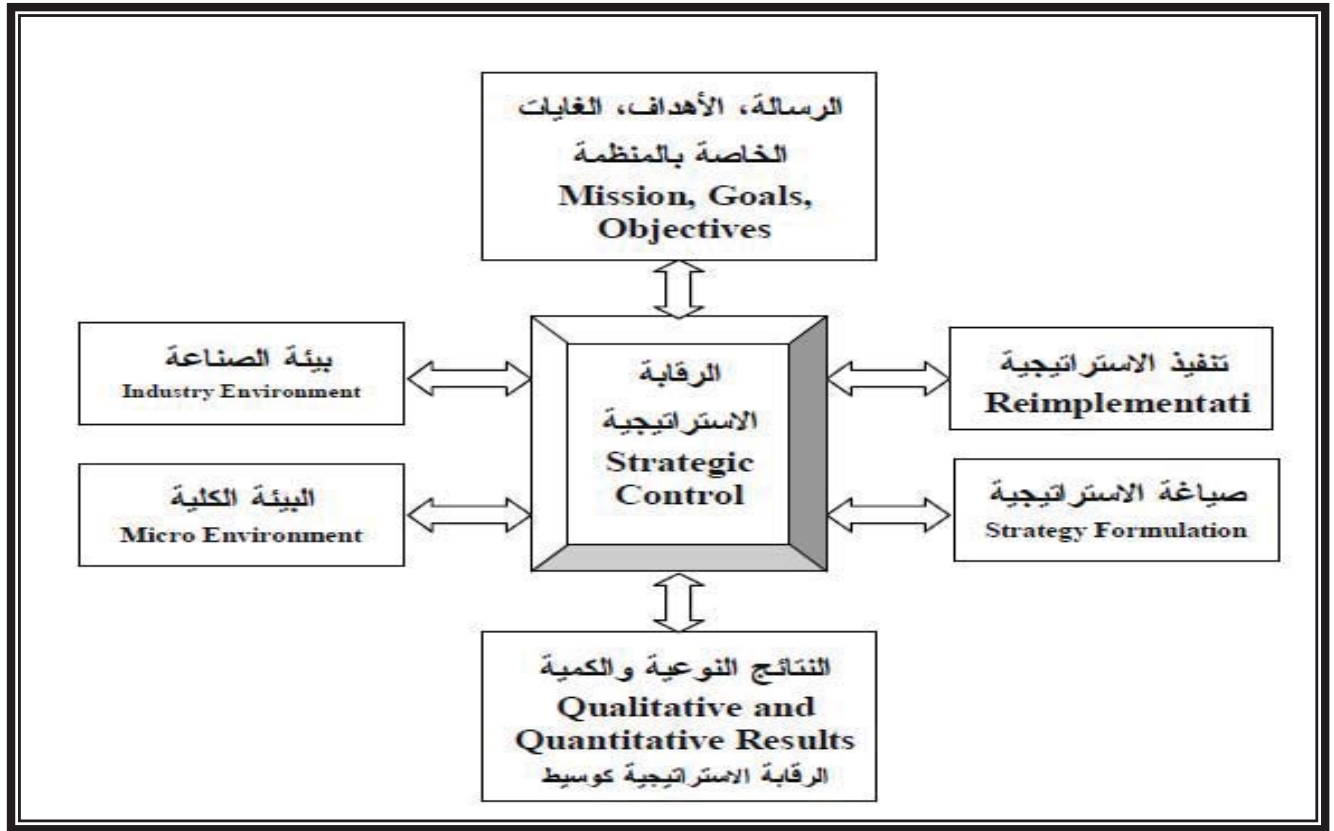 الرسالة، الأهداف، الغايات
الخاصة بالمنظمة
Mission, Goals,
Objectives
بيئة الصناعة
Industry Environment
الرقابة
الاستراتيجية
Strategic
Control
تنفيذ الاستراتيجية
Reimplementati
البيئة الكلية
Micro Environment
صياغة الاستراتيجية
Strategy Formulation
النتائج النوعية والكمية
Qualitative and
Quantitative Results
الرقابة الاستراتيجية كوسيط